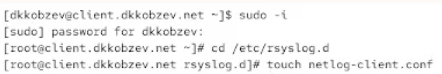 [dkkobzev@client.dkkobzev.net ~]$ sudo -i
[sudo] password for dkkobzev:
[root@client.dkkobzev.net ~]# cd /etc/rsyslog.d
[root@client.dkkobzev.net rsyslog.d]# touch netlog-client.conf